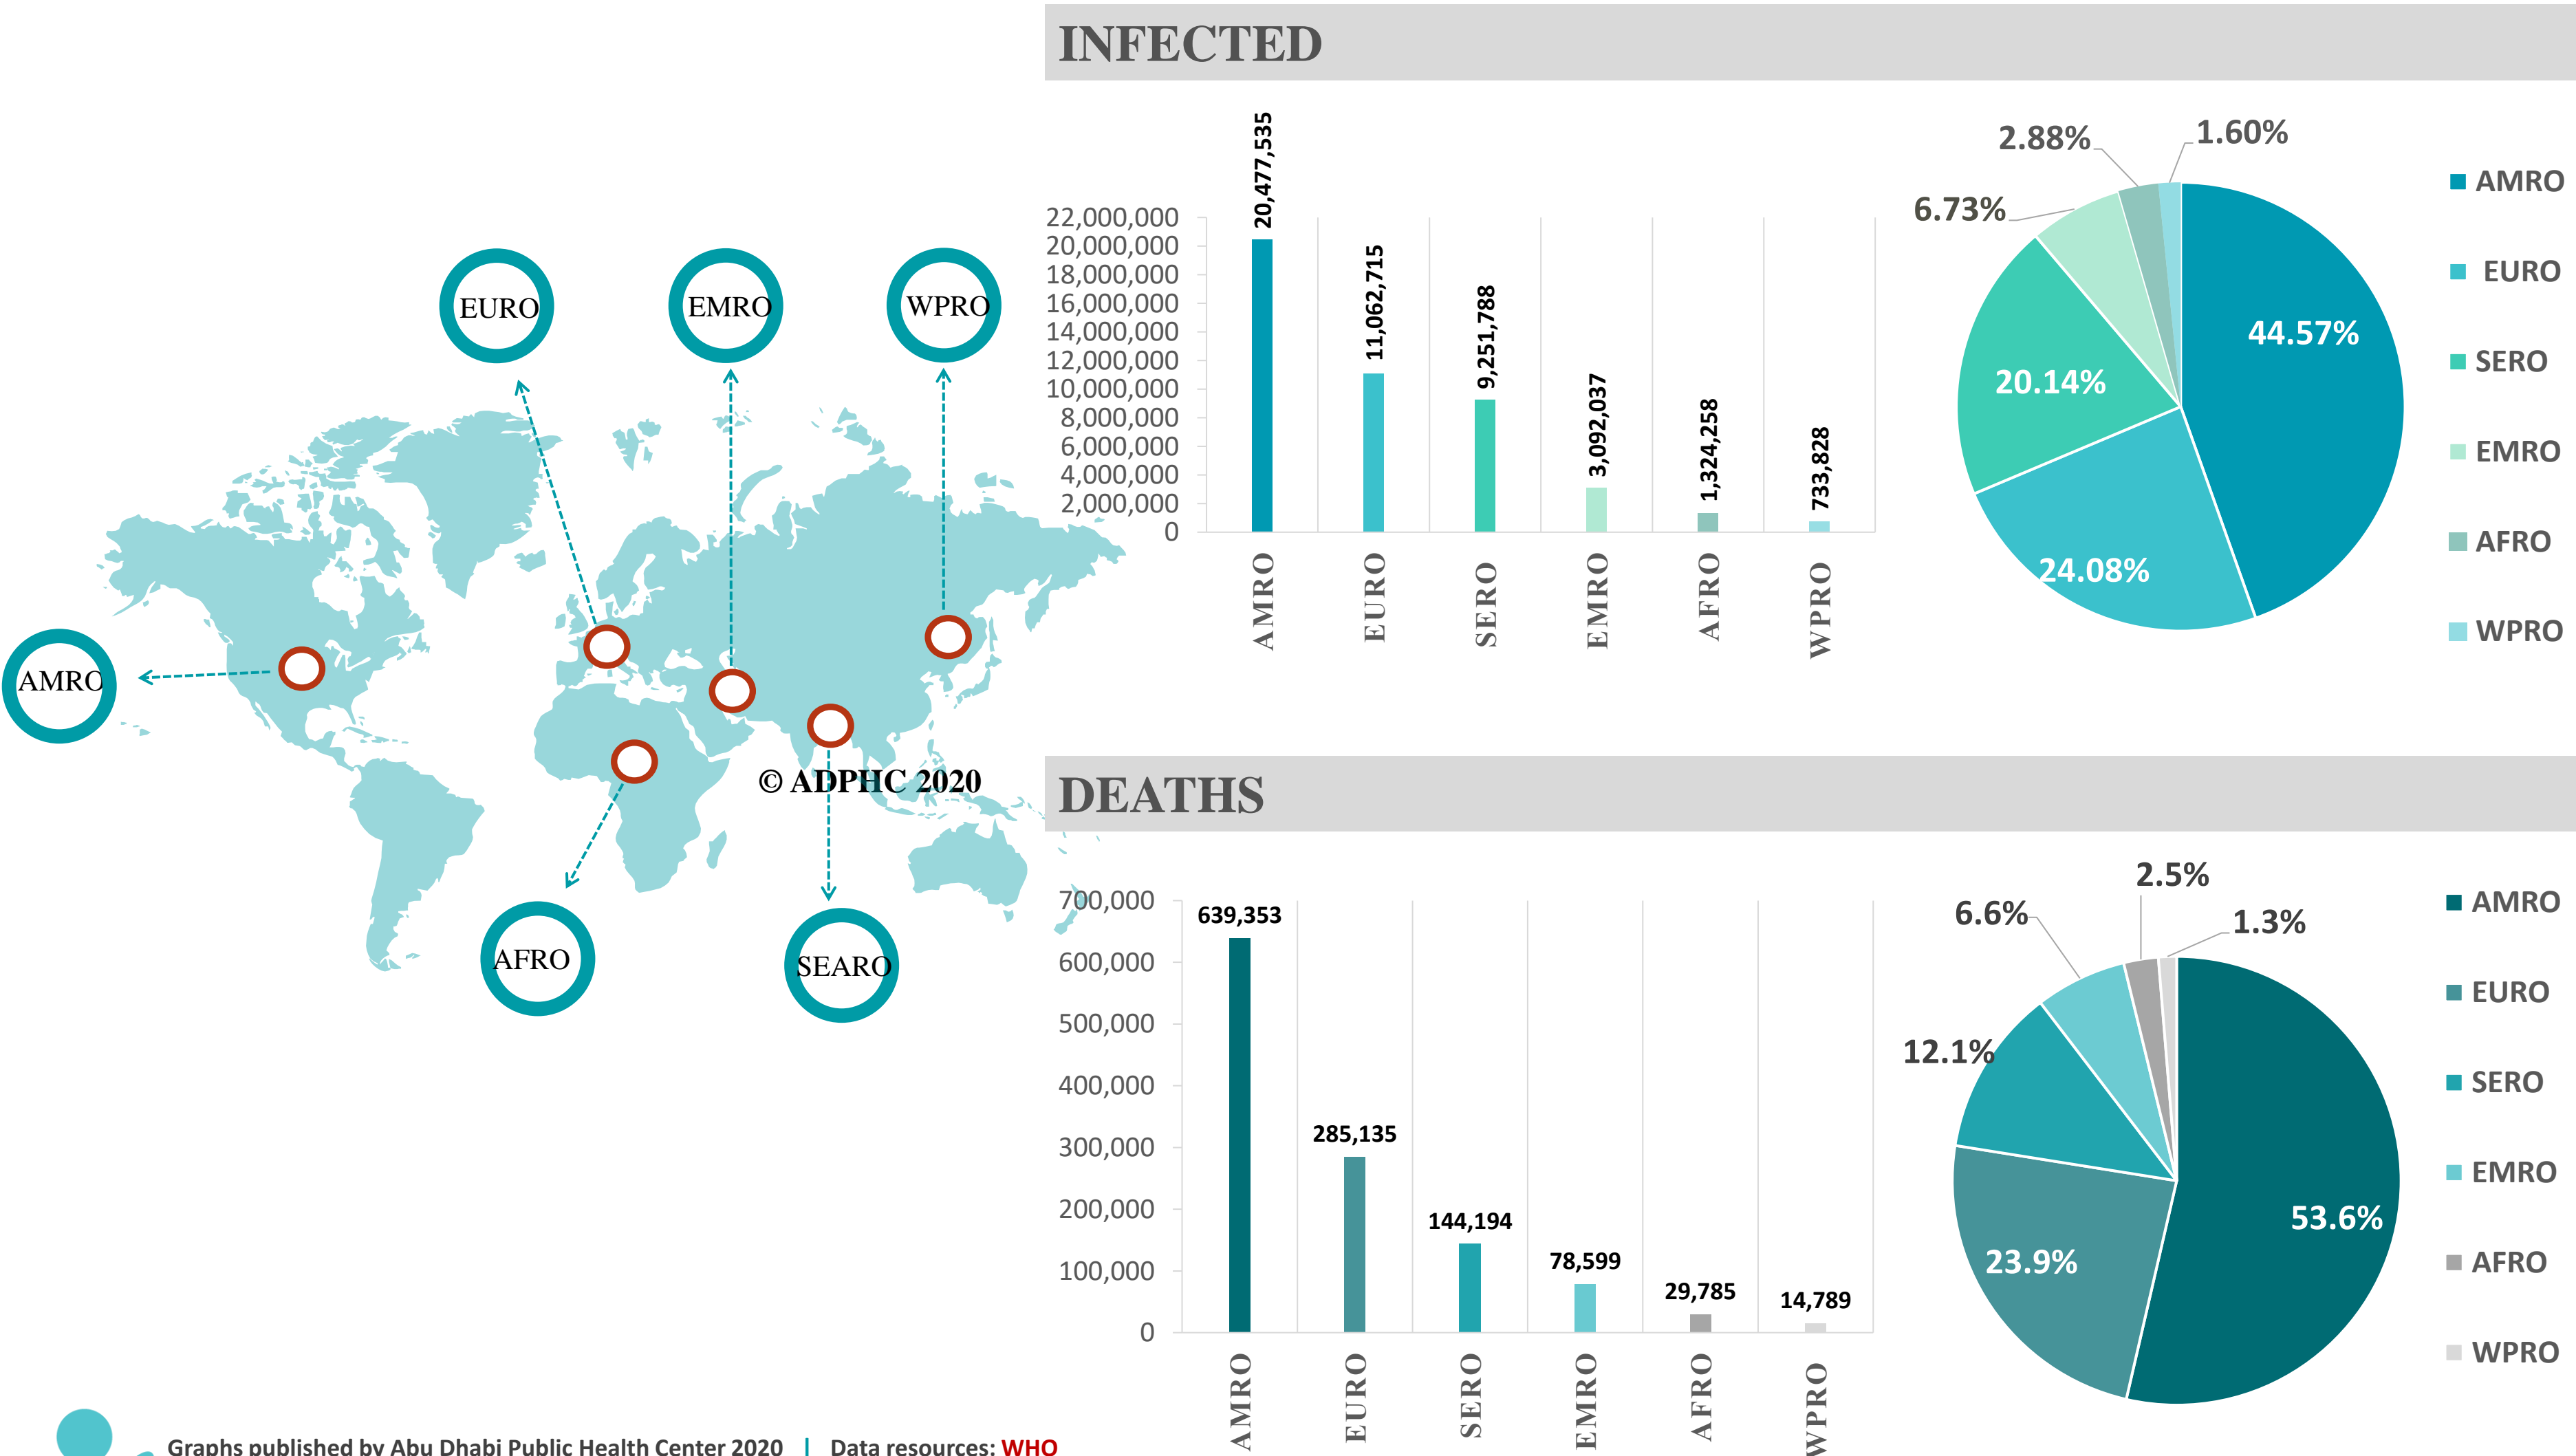 EURO
EMRO
WPRO
AMRO
AFRO
SEARO
© ADPHC 2020
Graphs published by Abu Dhabi Public Health Center 2020 | Data resources: WHO
INFECTED
22,000,000
20,000,000
18,000,000
16,000,000
14,000,000
12,000,000
10,000,000
8,000,000
6,000,000
4,000,000
2,000,000
0
20,477,535
11,062,715
9,251,788
3,092,037
1,324,258
733,828
AMRO
EURO
SERO
EMRO
AFRO
WPRO
2.88%
1.60%
6.73%
44.57%
20.14%
24.08%
AMRO
EURO
SERO
EMRO
AFRO
WPRO
DEATHS
700,000
600,000
500,000
400,000
300,000
200,000
100,000
0
639,353
285,135
144,194
78,599
29,785
14,789
AMRO
EURO
SERO
EMRO
AFRO
WPRO
2.5%
6.6%
1.3%
12.1%
53.6%
23.9%
AMRO
EURO
SERO
EMRO
AFRO
WPRO